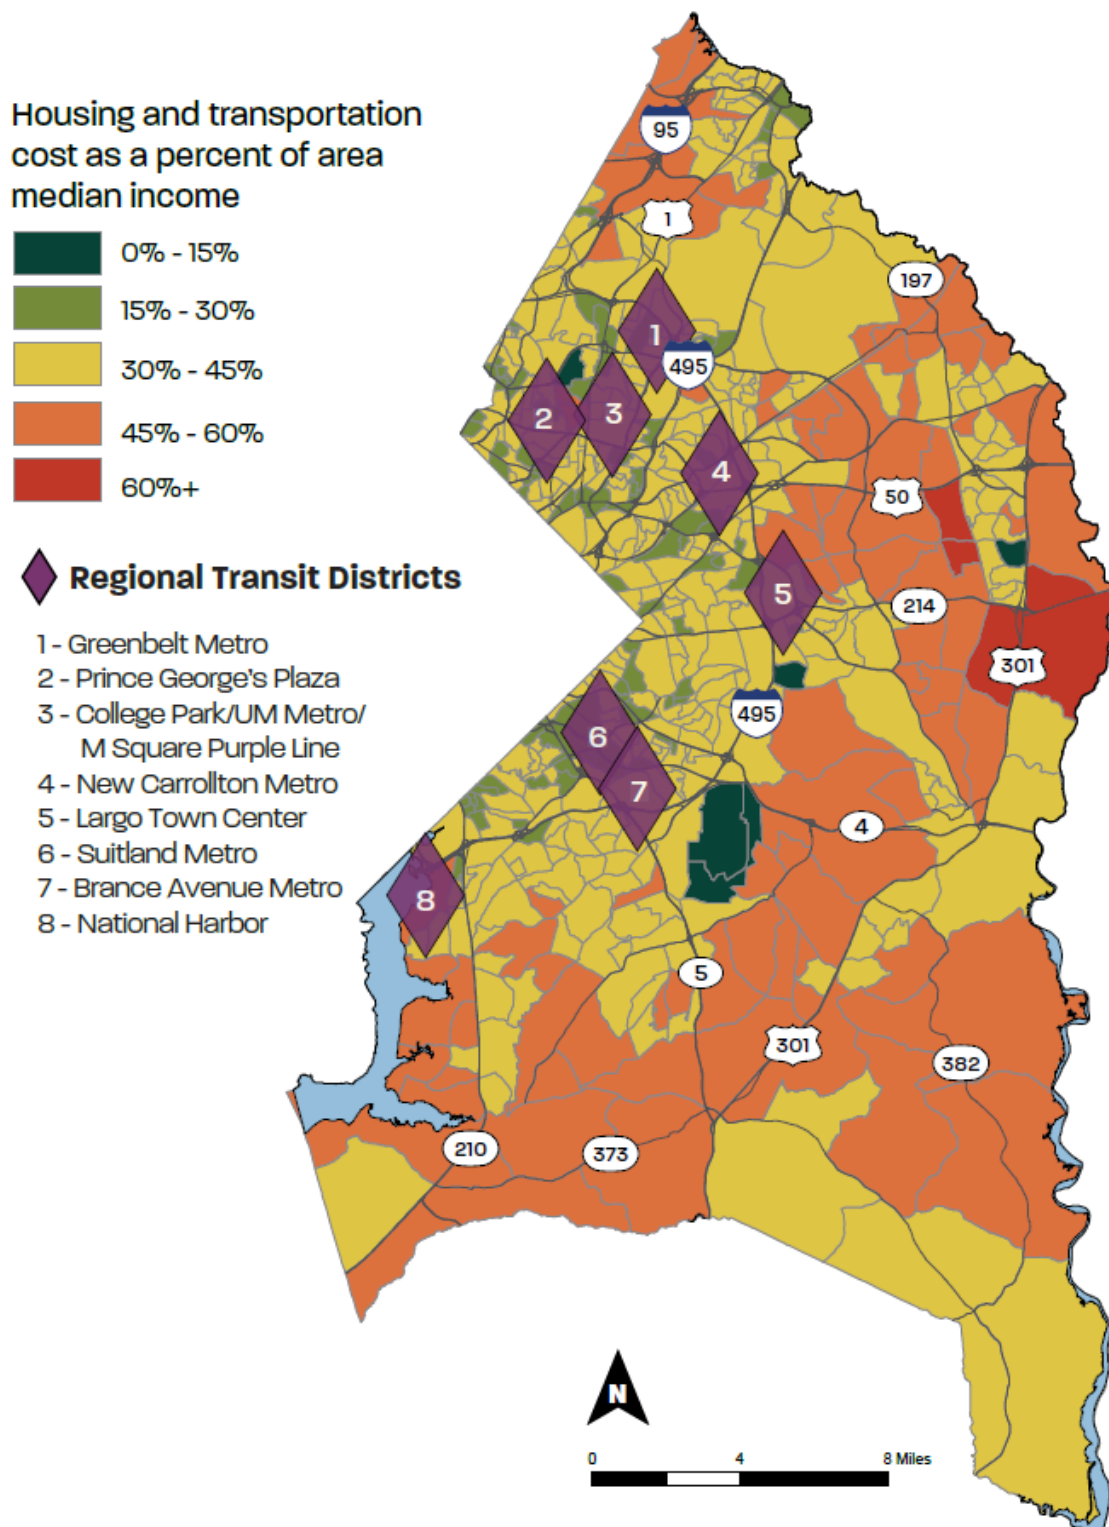 Housing and transportation
cost as a percent of area
median income
0% - 15%
15% - 30%
30% - 45%
45% - 60%
60%+
Regional Transit Districts
1 - Greenbelt Metro
2 - Prince George's Plaza
3 - College Park/UM Metro/
M Square Purple Line
4 - New Carrollton Metro
5 - Largo Town Center
6 - Suitland Metro
7 - Brance Avenue Metro
8 - National Harbor
95
1
197
1
495
2
3
4
50
5
214
301
495
6
7
4
8
5
301
382
210
373
N
0 4 8 Miles